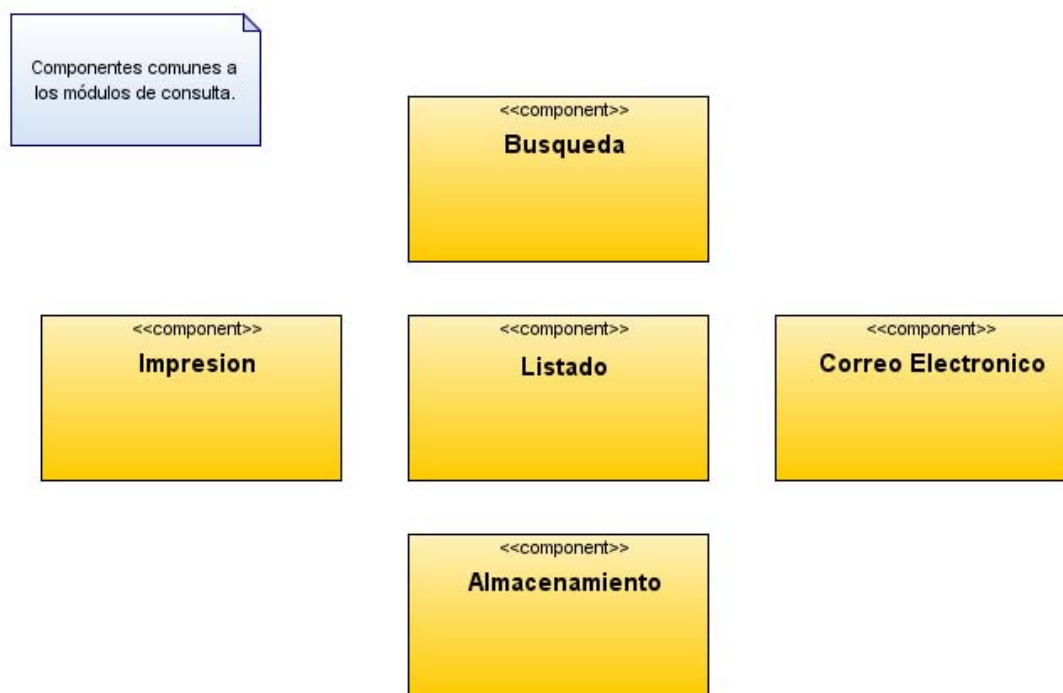 Componentes comunes a
los módulos de consulta.
<<component>>
Busqueda
<<component>>
Impresion
<<component>>
Listado
<<component>>
Correo Electronico
<<component>>
Almacenamiento